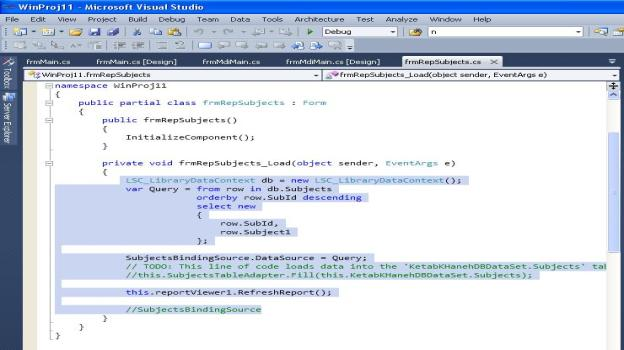 WinProj11 - Microsoft Visual Studio
File Edit View Project Build Debug Team Data Tools Architecture Test Analyze Window Help
Debug n
frmMain.cs frmMain.cs [Design] frmMdiMain.cs frmMdiMain.cs [Design] frmRepSubjects.cs
WinProj11.frmRepSubjects frmRepSubjects_Load(object sender, EventArgs e)
Toolbox
Server Explorer
namespace WinProj11
{
public partial class frmRepSubjects : Form
{
public frmRepSubjects()
{
InitializeComponent();
}
private void frmRepSubjects_Load(object sender, EventArgs e)
{
LSC_LibraryDataContext db = new LSC_LibraryDataContext();
var Query = from row in db.Subjects
orderby row.SubId descending
select new
{
row.SubId,
row.Subject1
};
SubjectsBindingSource.DataSource = Query;
// TODO: This line of code loads data into the 'KetabKHanehDBDataSet.Subjects' tab
//this.SubjectsTableAdapter.Fill(this.KetabKHanehDBDataSet.Subjects);
this.reportViewer1.RefreshReport();
//SubjectsBindingSource
}
}
}